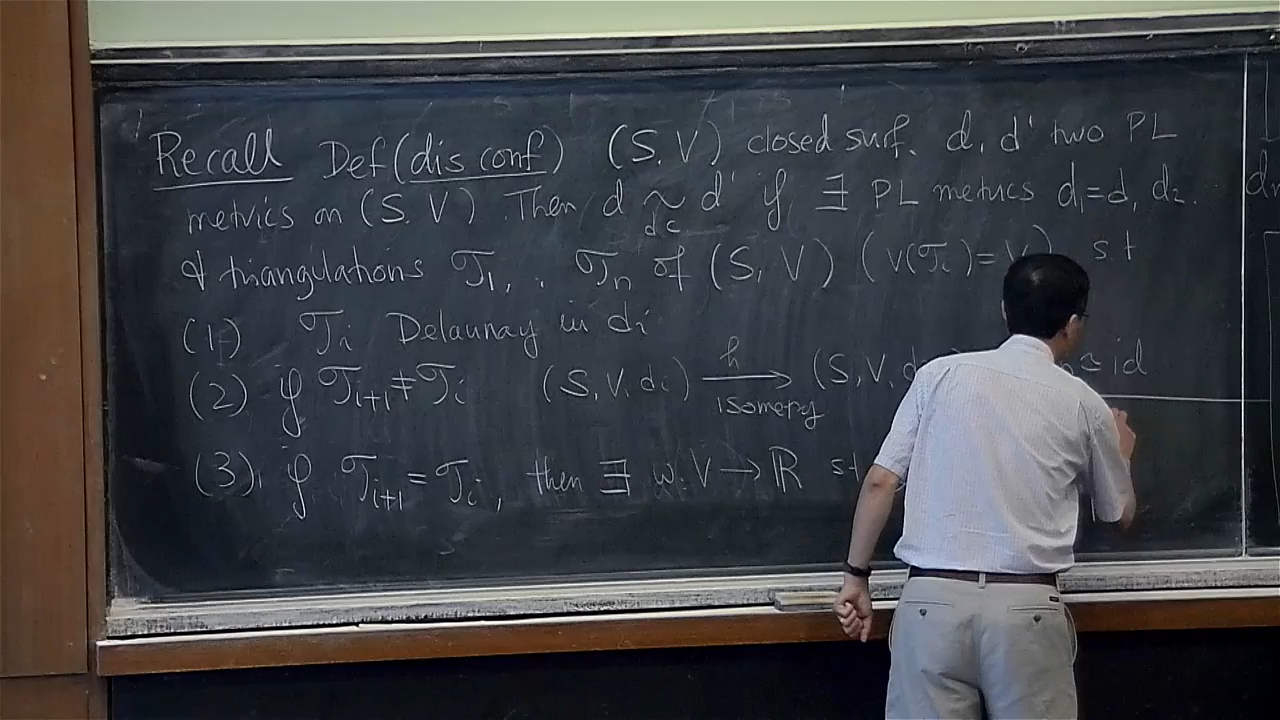 Recall Def (dis conf) (S.V) closed surf. d, d' two PL
metrics on (S.V). Then d ~dc d' if ∃ PL metrics d1=d, d2.
& triangulations 𝒯1, .. 𝒯n of (S, V) (V(𝒯i)=V) st
(1) 𝒯i Delaunay in di
(2) if 𝒯i+1≠𝒯i (S,V,di) h→ isometry (S,V,d ≃id
(3), if 𝒯i+1=𝒯i, then ∃ w:V→ℝ st